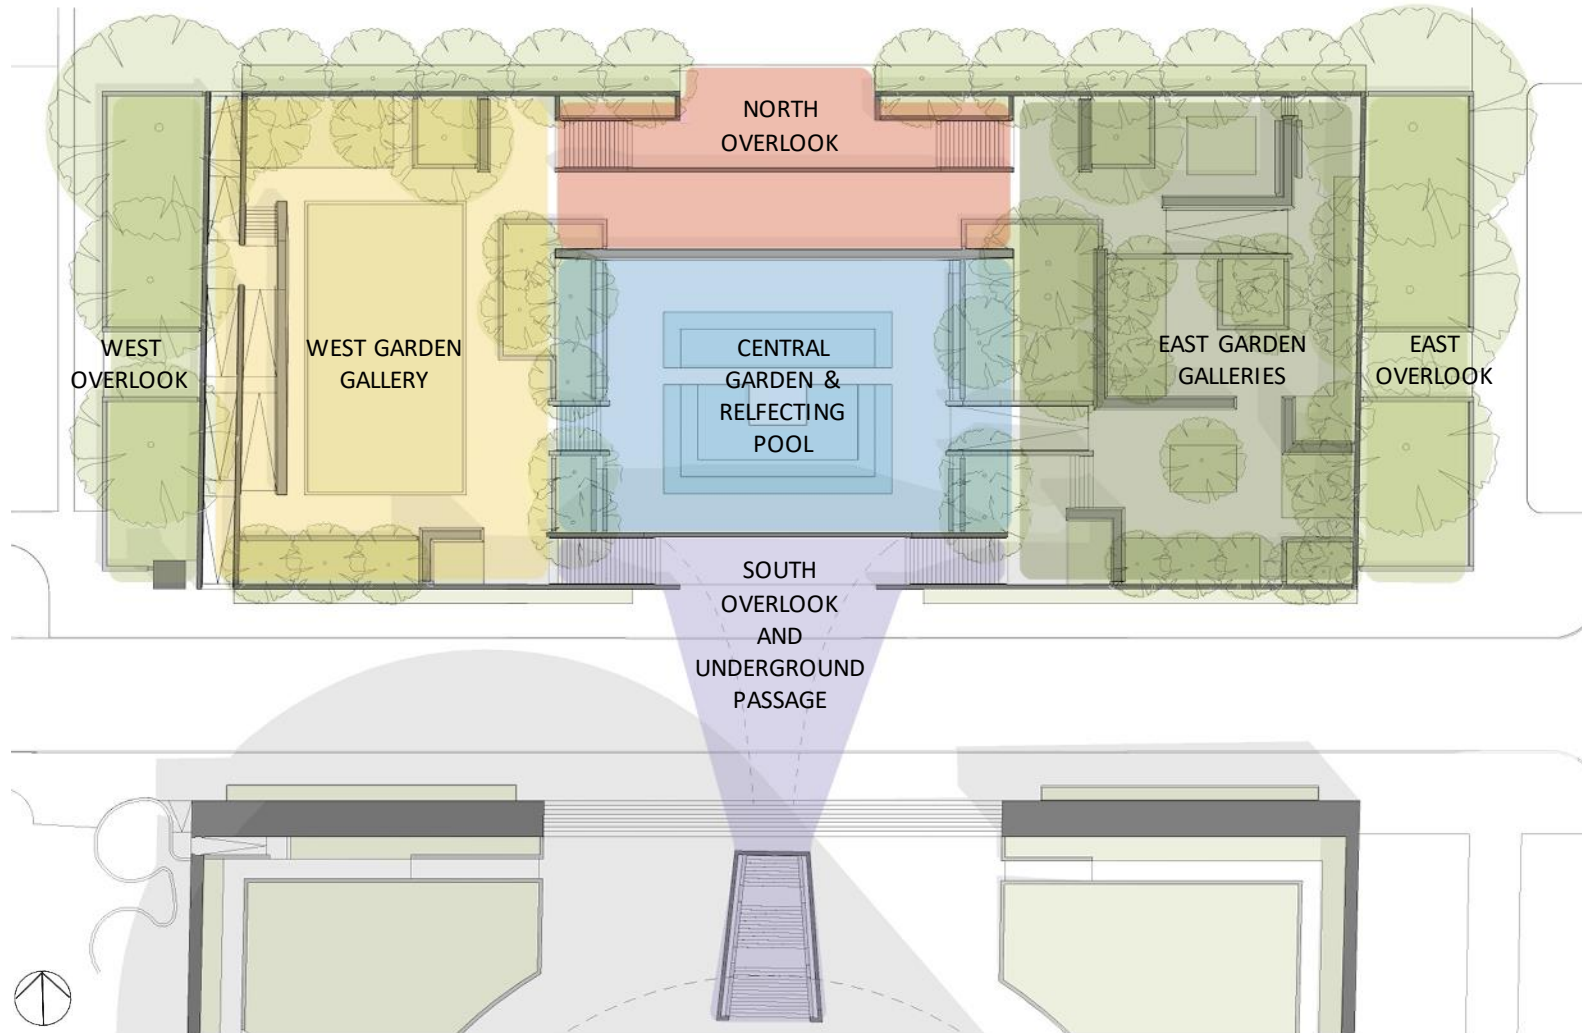 NORTH
OVERLOOK
WEST
OVERLOOK
WEST GARDEN
GALLERY
CENTRAL
GARDEN &
RELFECTING
POOL
EAST GARDEN
GALLERIES
EAST
OVERLOOK
SOUTH
OVERLOOK
AND
UNDERGROUND
PASSAGE